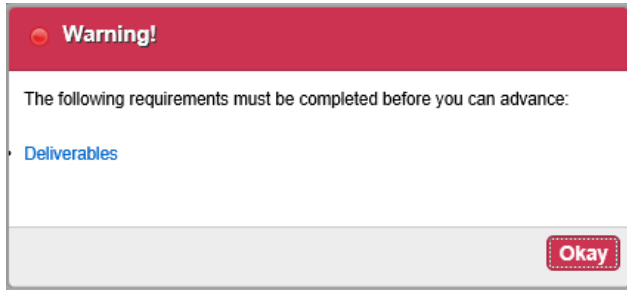 Warning!
The following requirements must be completed before you can advance:
Deliverables
Okay